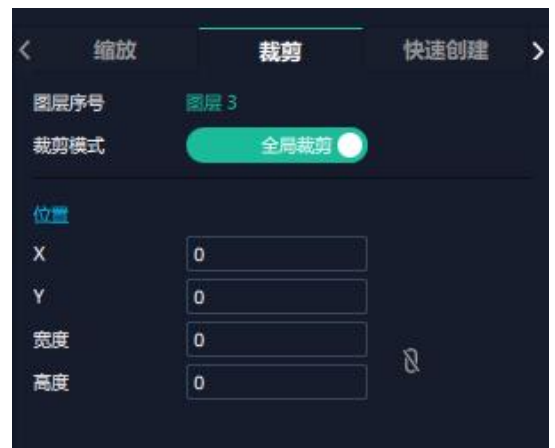 缩放 裁剪 快速创建
图层序号 图层 3
裁剪模式 全局裁剪
位置
X 0
Y 0
宽度 0
高度 0